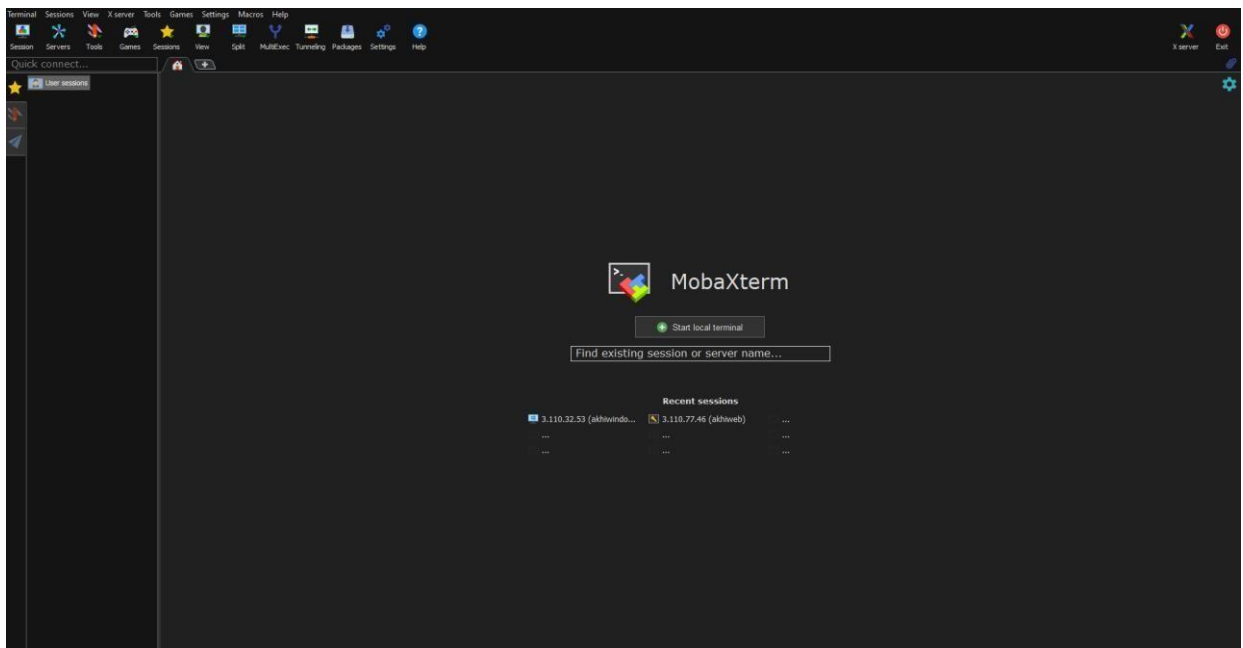 Terminal Sessions View X server Tools Games Settings Macros Help
Session Servers Tools Games Sessions View Split MultiExec Tunneling Packages Settings Help X server Exit
Quick connect...
User sessions
MobaXterm
Start local terminal
Find existing session or server name...
Recent sessions
3.110.32.53 (akhiwindo... 3.110.77.46 (akhiweb) ...
... ... ...
... ... ...